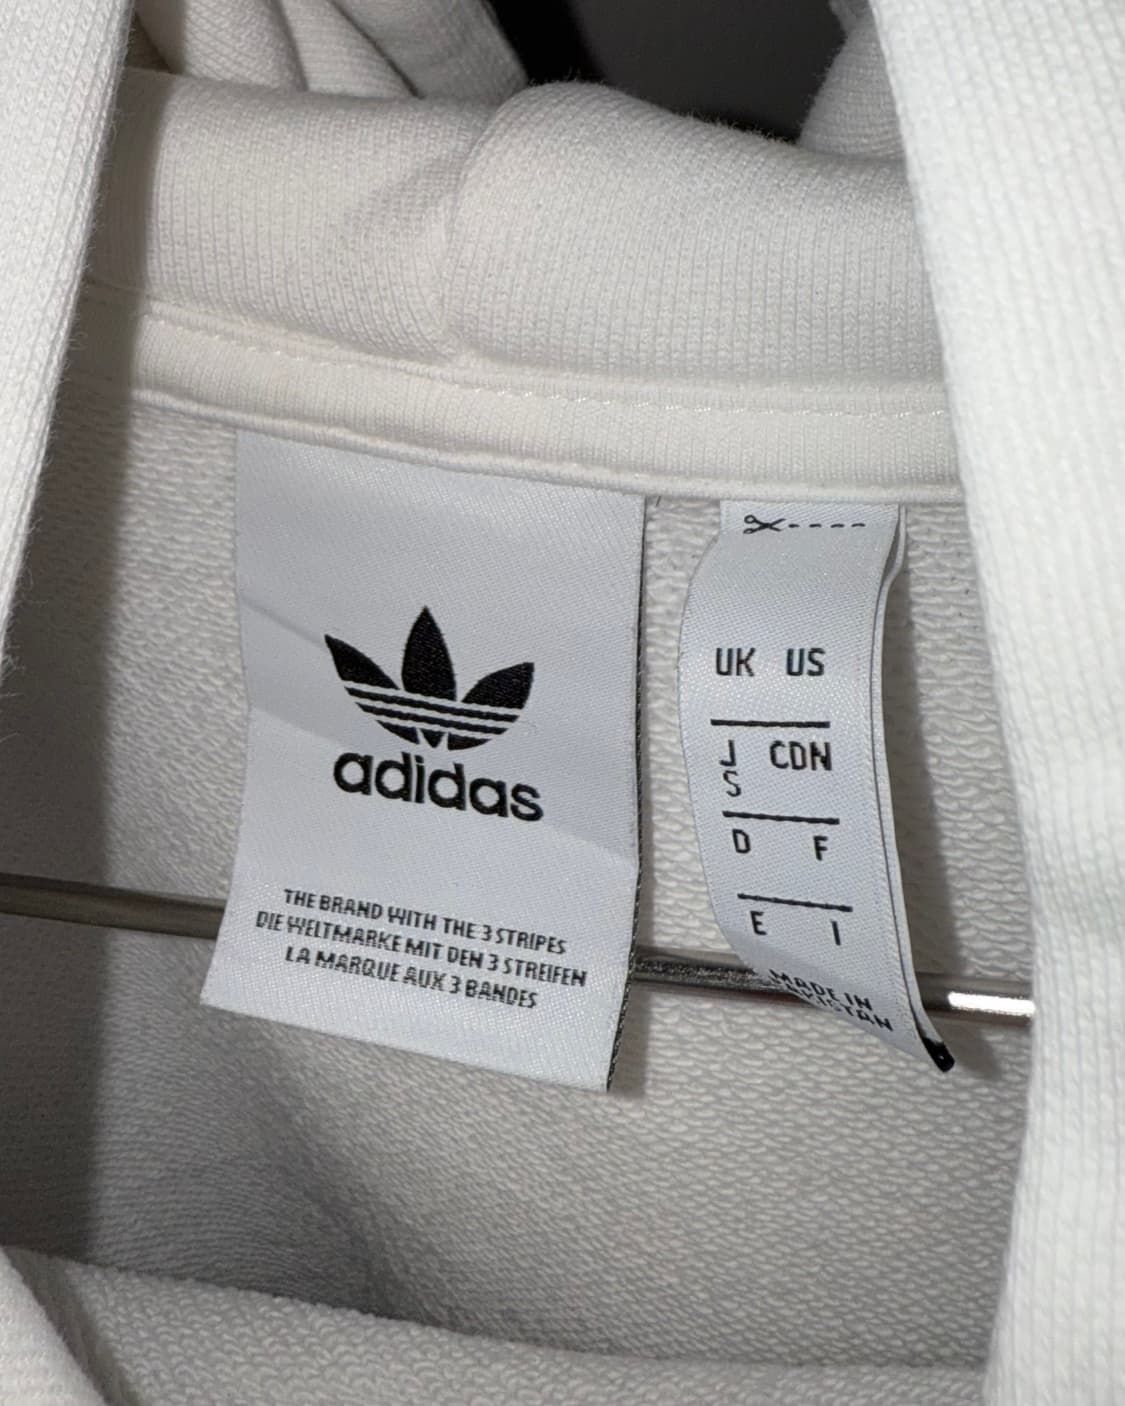 adidas
THE BRAND WITH THE 3 STRIPES
DIE WELTMARKE MIT DEN 3 STREIFEN
LA MARQUE AUX 3 BANDES
UK US
J CDN
S
D F
E I
MADE IN
PAKISTAN